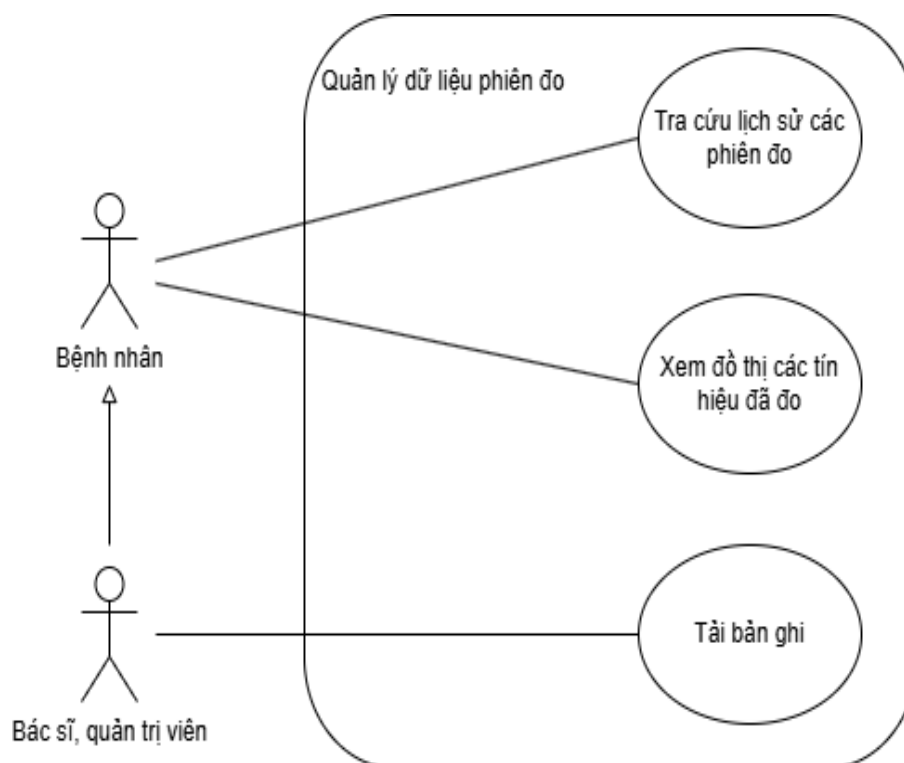 Quản lý dữ liệu phiên đo
Tra cứu lịch sử các
phiên đo
Bệnh nhân
Xem đồ thị các tín
hiệu đã đo
Tải bản ghi
Bác sĩ, quản trị viên